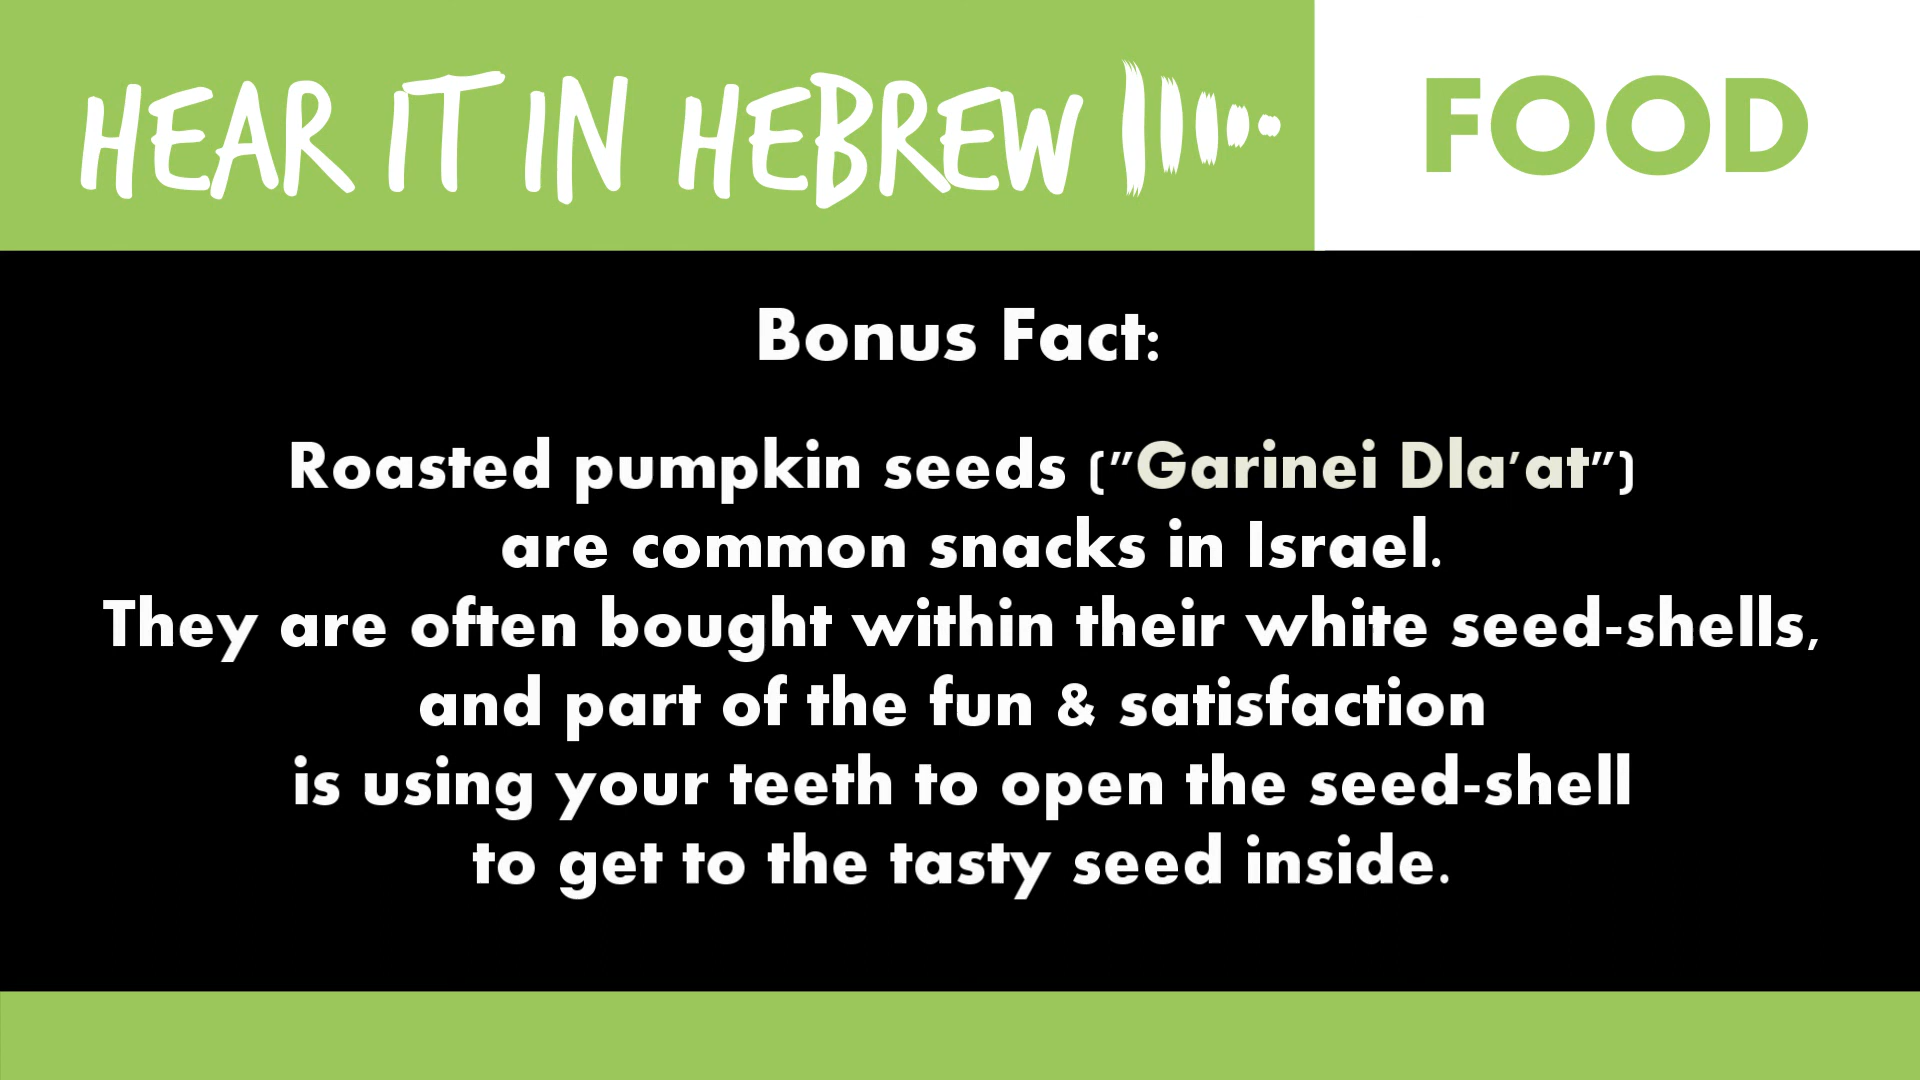 HEAR IT IN HEBREW
FOOD
Bonus Fact:
Roasted pumpkin seeds ("Garinei Dla'at")
are common snacks in Israel.
They are often bought within their white seed-shells,
and part of the fun & satisfaction
is using your teeth to open the seed-shell
to get to the tasty seed inside.